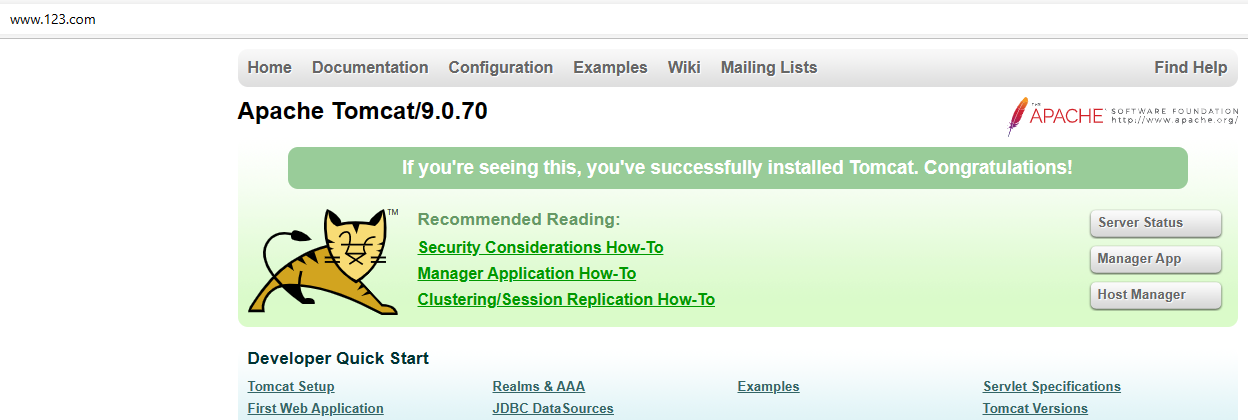 www.123.com
Home Documentation Configuration Examples Wiki Mailing Lists Find Help
Apache Tomcat/9.0.70
THE APACHE® SOFTWARE FOUNDATION
http://www.apache.org/
If you're seeing this, you've successfully installed Tomcat. Congratulations!
TM
Recommended Reading:
Security Considerations How-To
Manager Application How-To
Clustering/Session Replication How-To
Server Status
Manager App
Host Manager
Developer Quick Start
Tomcat Setup Realms & AAA Examples Servlet Specifications
First Web Application JDBC DataSources Tomcat Versions